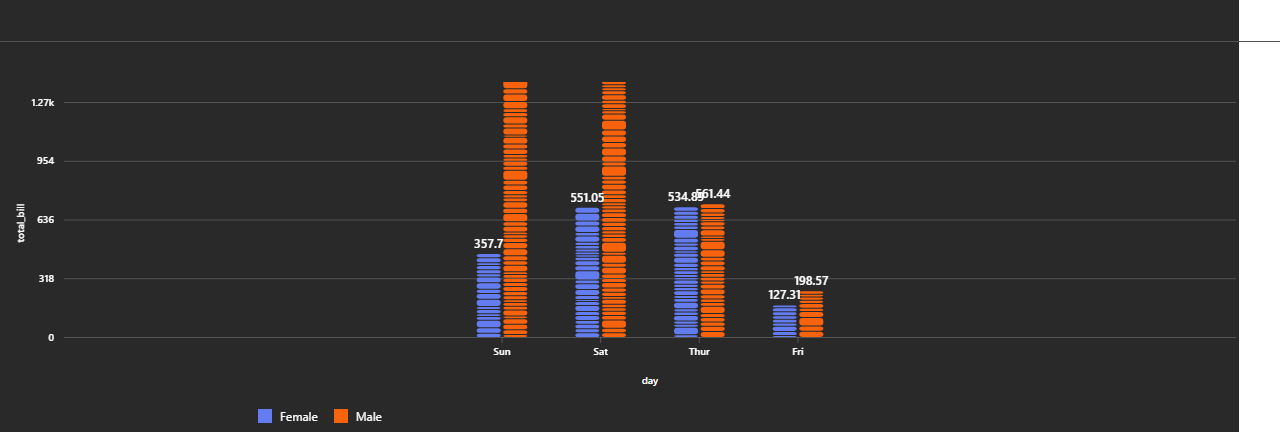 1.27k
954
636
318
0
total_bill
357.7
551.05
534.89
561.44
127.31
198.57
Sun Sat Thur Fri
day
Female Male